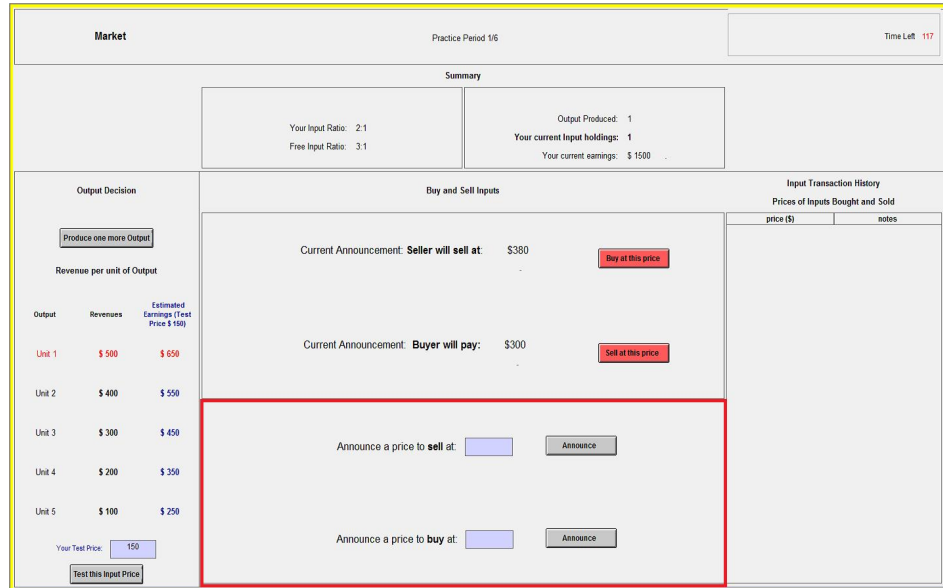 Market
Practice Period 1/6
Time Left 117
Summary
Your Input Ratio: 2:1
Free Input Ratio: 3:1
Output Produced: 1
Your current Input holdings: 1
Your current earnings: $ 1500 .
Output Decision
Produce one more Output
Revenue per unit of Output
Output Revenues Estimated
Earnings (Test
Price $ 150)
Unit 1 $ 500 $ 650
Unit 2 $ 400 $ 550
Unit 3 $ 300 $ 450
Unit 4 $ 200 $ 350
Unit 5 $ 100 $ 250
Your Test Price: 150
Test this Input Price
Buy and Sell Inputs
Current Announcement: Seller will sell at: $380
Buy at this price
Current Announcement: Buyer will pay: $300
Sell at this price
Announce a price to sell at: Announce
Announce a price to buy at: Announce
Input Transaction History
Prices of Inputs Bought and Sold
price ($) notes